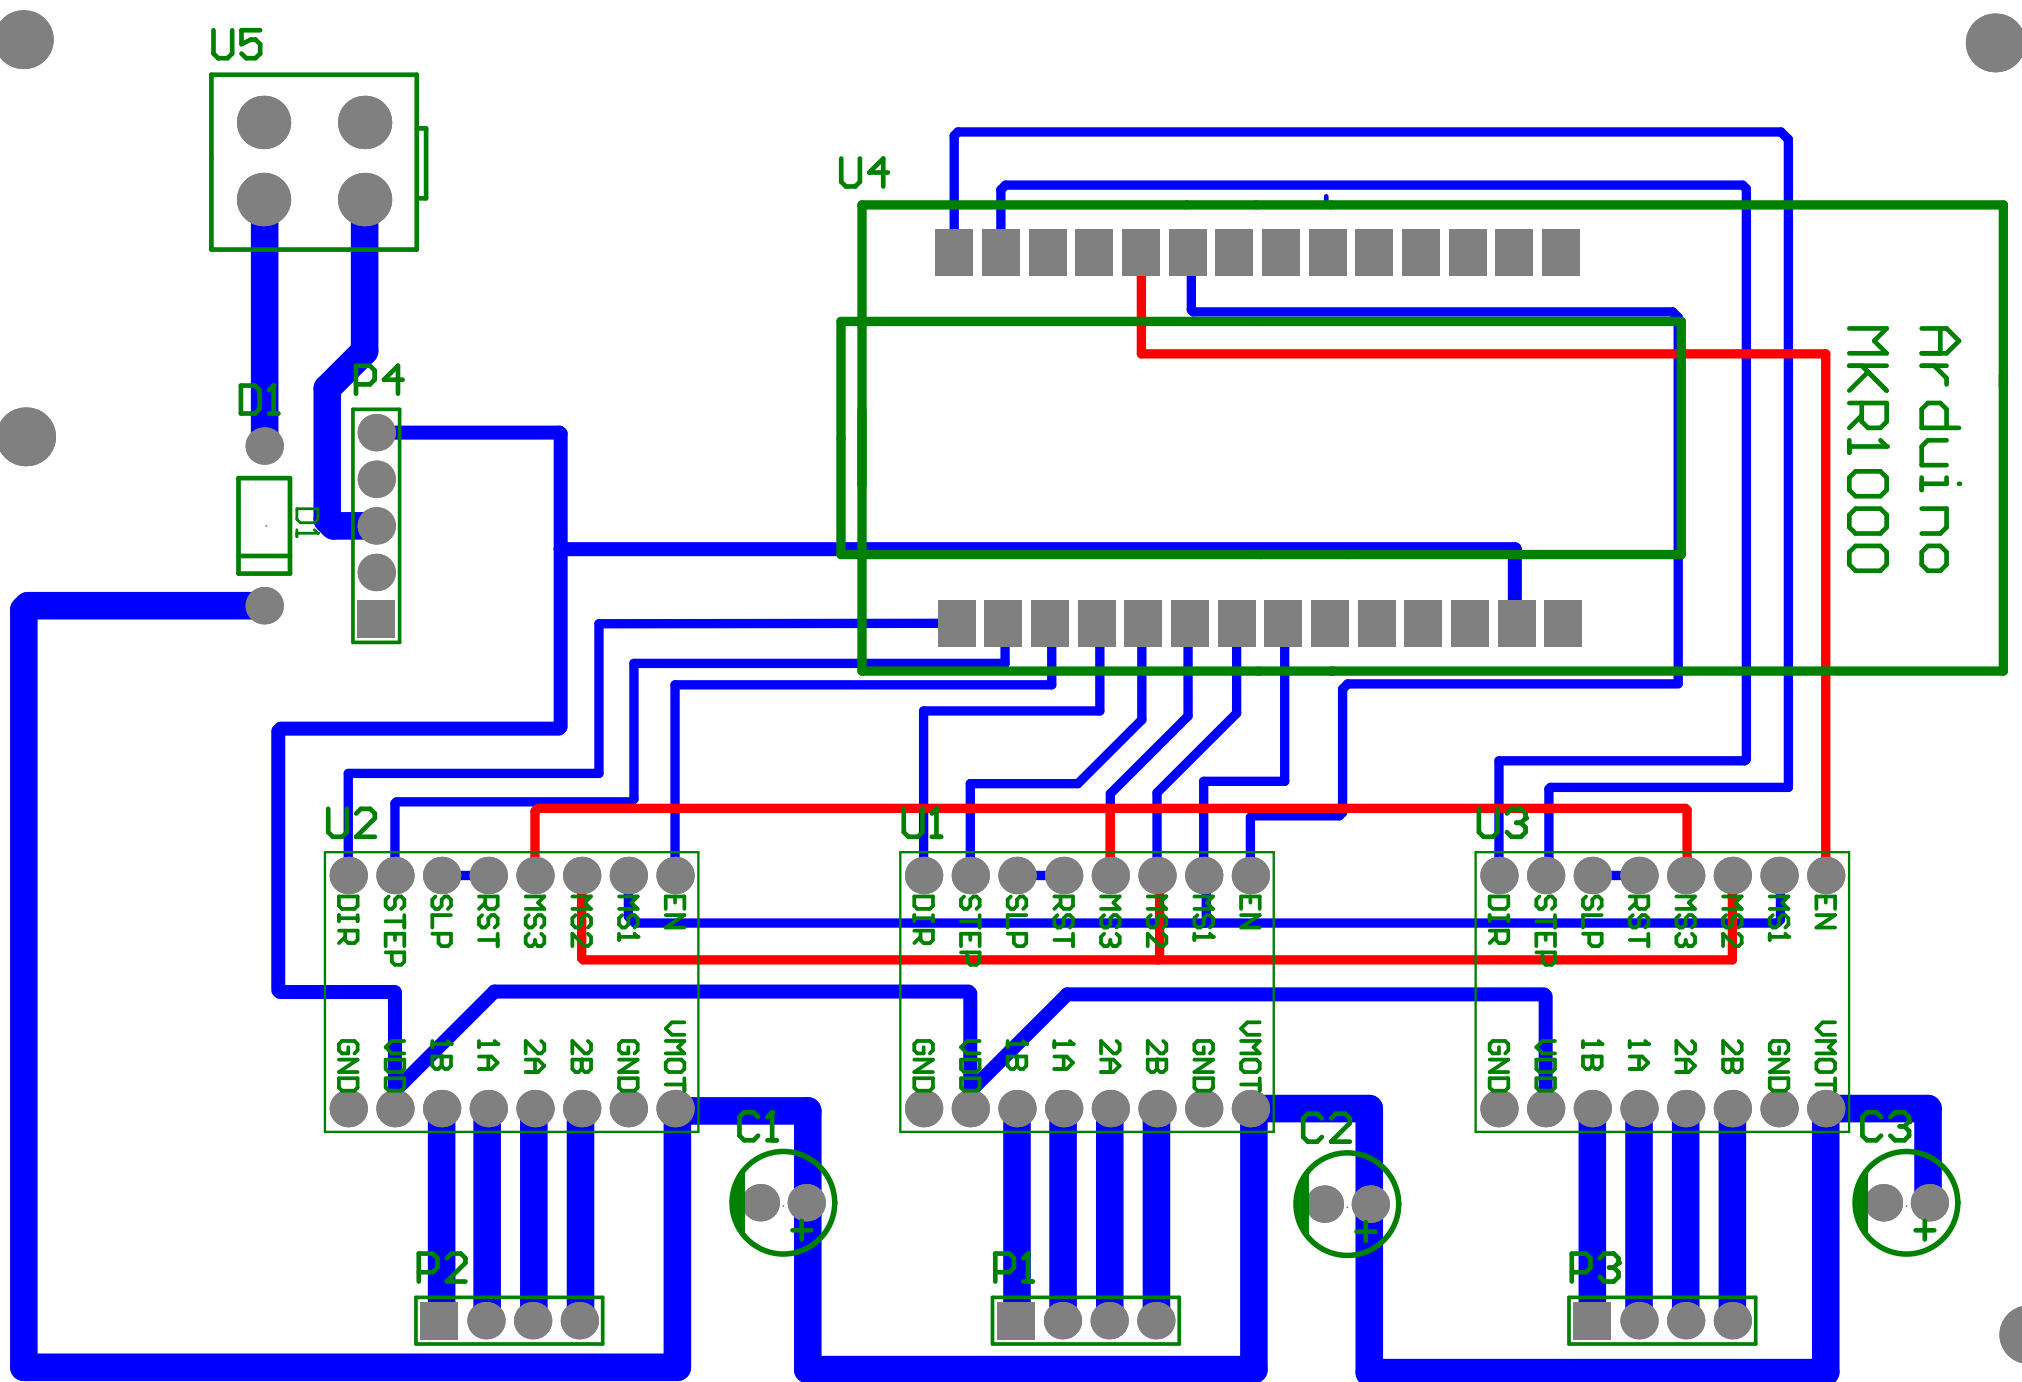 U5
U4
Arduino
MKR1000
P4
D1
D1
U2
U1
U3
DIR STEP SLP RST MS3 MS2 MS1 EN
DIR STEP SLP RST MS3 MS2 MS1 EN
DIR STEP SLP RST MS3 MS2 MS1 EN
GND VDD 1B 1A 2A 2B GND VMOT
GND VDD 1B 1A 2A 2B GND VMOT
GND VDD 1B 1A 2A 2B GND VMOT
C1
C2
C3
+
+
+
P2
P1
P3